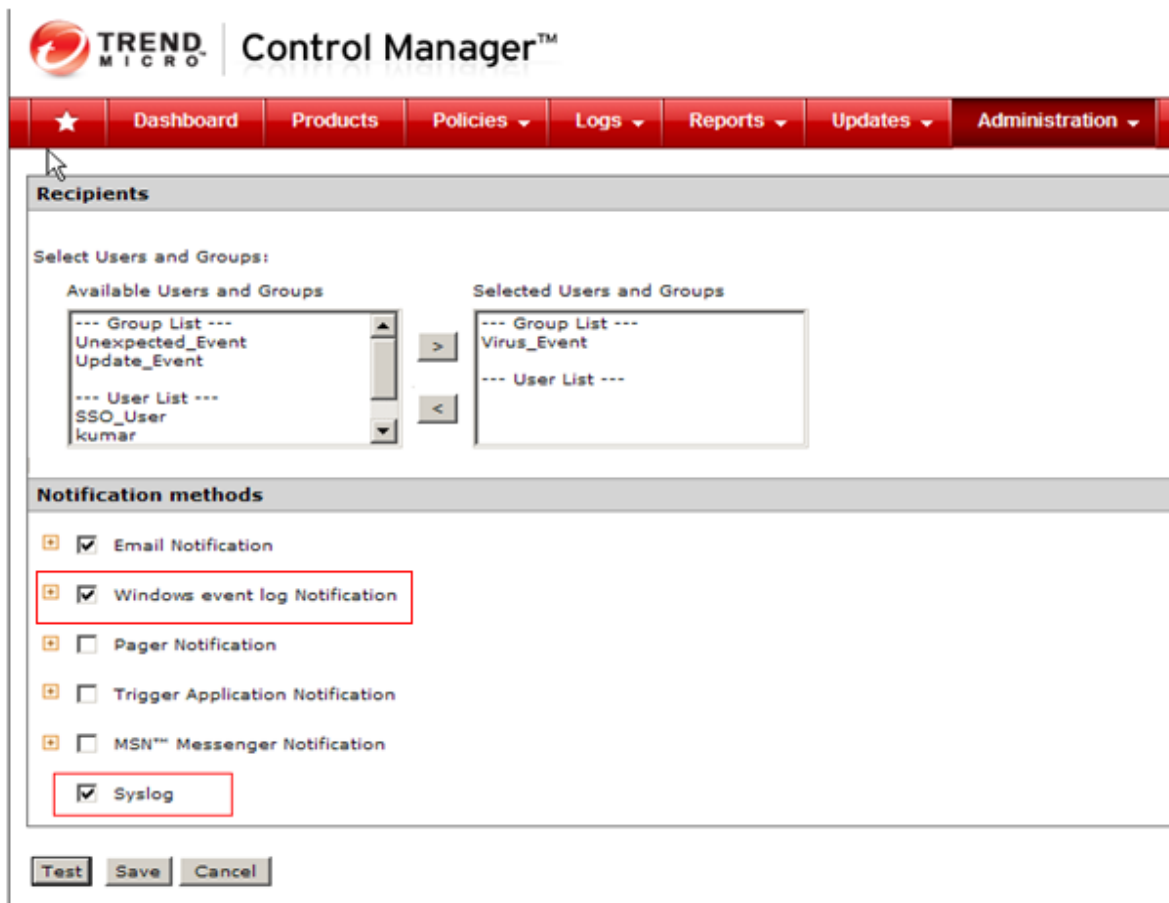 TREND MICRO™ Control Manager™
★ Dashboard Products Policies Logs Reports Updates Administration
Recipients
Select Users and Groups:
Available Users and Groups Selected Users and Groups
--- Group List ---
Unexpected_Event
Update_Event
--- User List ---
SSO_User
kumar
>
<
--- Group List ---
Virus_Event
--- User List ---
Notification methods
Email Notification
Windows event log Notification
Pager Notification
Trigger Application Notification
MSN™ Messenger Notification
Syslog
Test Save Cancel